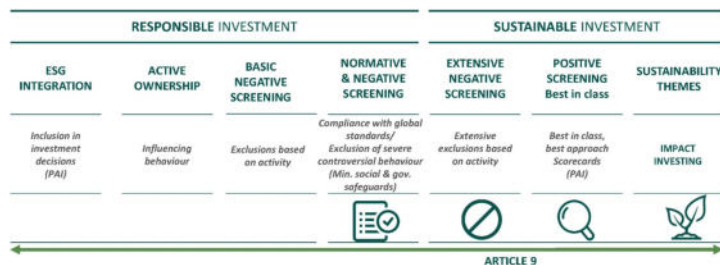 RESPONSIBLE INVESTMENT
SUSTAINABLE INVESTMENT
ESG
INTEGRATION
ACTIVE
OWNERSHIP
BASIC
NEGATIVE
SCREENING
NORMATIVE
& NEGATIVE
SCREENING
EXTENSIVE
NEGATIVE
SCREENING
POSITIVE
SCREENING
Best in class
SUSTAINABILITY
THEMES
Inclusion in
investment
decisions
(PAI)
Influencing
behaviour
Exclusions based
on activity
Compliance with global
standards/
Exclusion of severe
controversial behaviour
(Min. social & gov.
safeguards)
Extensive
exclusions based
on activity
Best in class,
best approach
Scorecards
(PAI)
IMPACT
INVESTING
ARTICLE 9